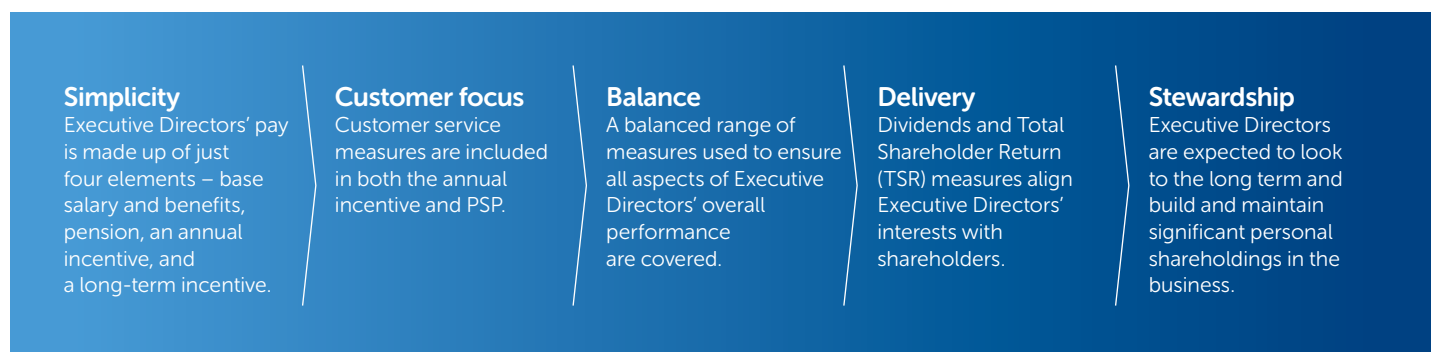 Simplicity
Executive Directors’ pay
is made up of just
four elements – base
salary and benefits,
pension, an annual
incentive, and
a long-term incentive.
Customer focus
Customer service
measures are included
in both the annual
incentive and PSP.
Balance
A balanced range of
measures used to ensure
all aspects of Executive
Directors’ overall
performance
are covered.
Delivery
Dividends and Total
Shareholder Return
(TSR) measures align
Executive Directors’
interests with
shareholders.
Stewardship
Executive Directors
are expected to look
to the long term and
build and maintain
significant personal
shareholdings in the
business.